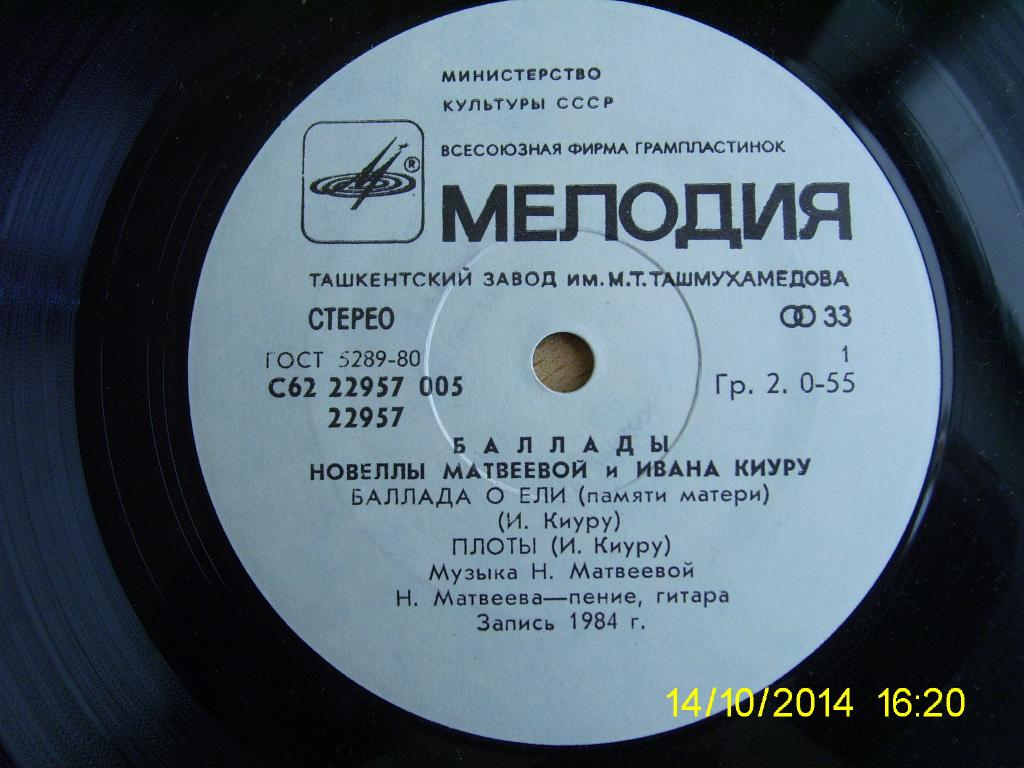 МИНИСТЕРСТВО
КУЛЬТУРЫ СССР
ВСЕСОЮЗНАЯ ФИРМА ГРАМПЛАСТИНОК
®
МЕЛОДИЯ
ТАШКЕНТСКИЙ ЗАВОД им. М.Т.ТАШМУХАМЕДОВА
СТЕРЕО 33
ГОСТ 5289-80 1
С62 22957 005 Гр. 2. 0-55
22957
БАЛЛАДЫ
НОВЕЛЛЫ МАТВЕЕВОЙ и ИВАНА КИУРУ
БАЛЛАДА О ЕЛИ (памяти матери)
(И. Киуру)
ПЛОТЫ (И. Киуру)
Музыка Н. Матвеевой
Н. Матвеева—пение, гитара
Запись 1984 г.
14/10/2014 16:20